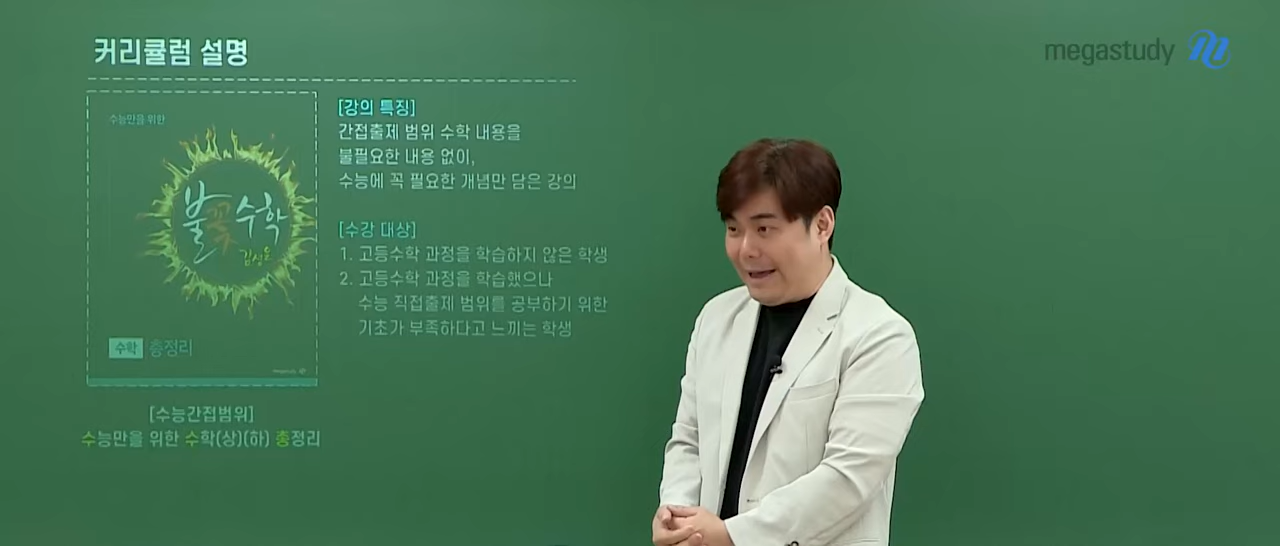 커리큘럼 설명
megastudy
수능만을 위한
불꽃수학
수학 총정리
megastudy
[수능간접범위]
수능만을 위한 수학(상)(하) 총정리
[강의 특징]
간접출제 범위 수학 내용을
불필요한 내용 없이,
수능에 꼭 필요한 개념만 담은 강의
[수강 대상]
1. 고등수학 과정을 학습하지 않은 학생
2. 고등수학 과정을 학습했으나
수능 직접출제 범위를 공부하기 위한
기초가 부족하다고 느끼는 학생